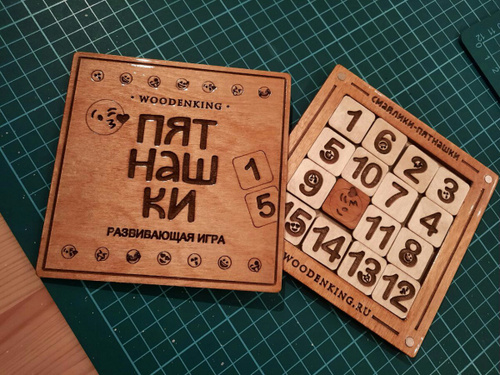 · WOODENKING ·
ПЯТ
НАШ
КИ
1
5
РАЗВИВАЮЩАЯ ИГРА
СМАЙЛИКИ-ПЯТНАШКИ
1 6 2 3
5 10 7 4
9 11 8
15 14 13 12
WOODENKING.RU